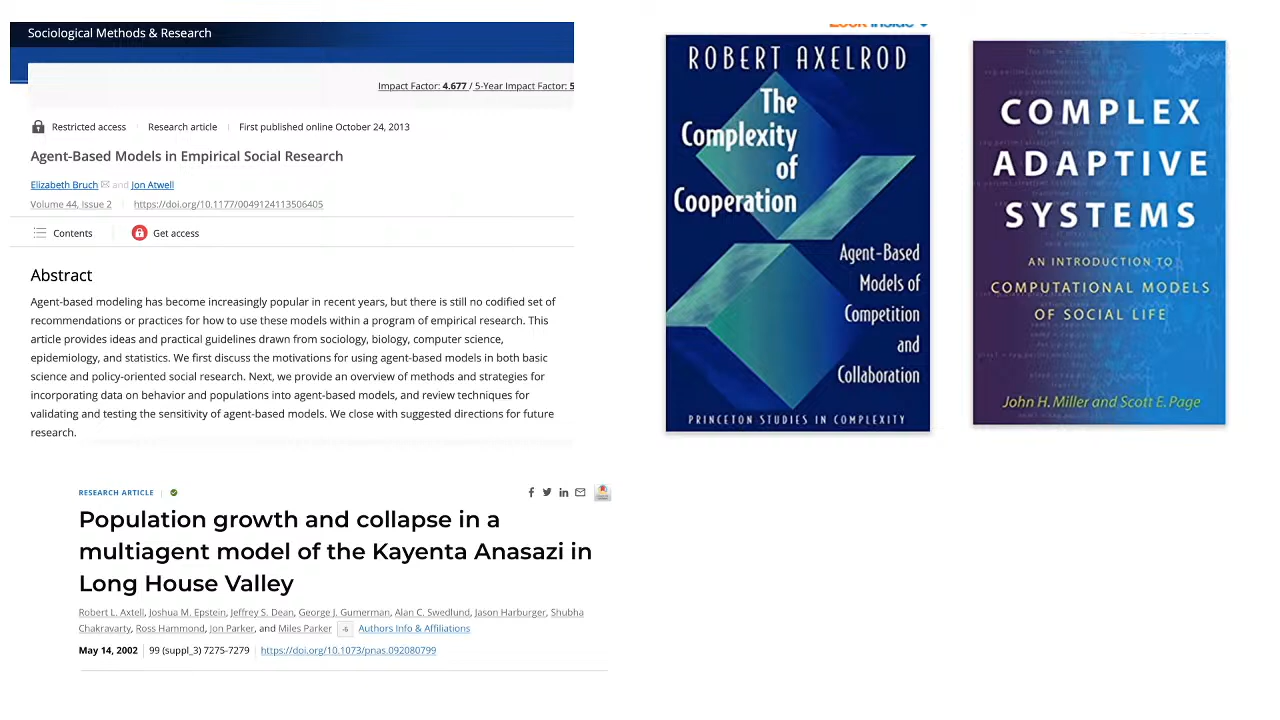 Sociological Methods & Research
Impact Factor: 4.677 / 5-Year Impact Factor: 5
Restricted access
Research article
First published online October 24, 2013
Agent-Based Models in Empirical Social Research
Elizabeth Bruch and Jon Atwell
Volume 44, Issue 2
https://doi.org/10.1177/0049124113506405
Contents
Get access
Abstract
Agent-based modeling has become increasingly popular in recent years, but there is still no codified set of
recommendations or practices for how to use these models within a program of empirical research. This
article provides ideas and practical guidelines drawn from sociology, biology, computer science,
epidemiology, and statistics. We first discuss the motivations for using agent-based models in both basic
science and policy-oriented social research. Next, we provide an overview of methods and strategies for
incorporating data on behavior and populations into agent-based models, and review techniques for
validating and testing the sensitivity of agent-based models. We close with suggested directions for future
research.
ROBERT AXELROD
The
Complexity
of
Cooperation
Agent-Based
Models of
Competition
and
Collaboration
PRINCETON STUDIES IN COMPLEXITY
COMPLEX
ADAPTIVE
SYSTEMS
AN INTRODUCTION TO
COMPUTATIONAL MODELS
OF SOCIAL LIFE
John H. Miller and Scott E. Page
RESEARCH ARTICLE
Population growth and collapse in a
multiagent model of the Kayenta Anasazi in
Long House Valley
Robert L. Axtell, Joshua M. Epstein, Jeffrey S. Dean, George J. Gumerman, Alan C. Swedlund, Jason Harburger, Shubha
Chakravarty, Ross Hammond, Jon Parker, and Miles Parker -6 Authors Info & Affiliations
May 14, 2002 99 (suppl_3) 7275-7279 https://doi.org/10.1073/pnas.092080799